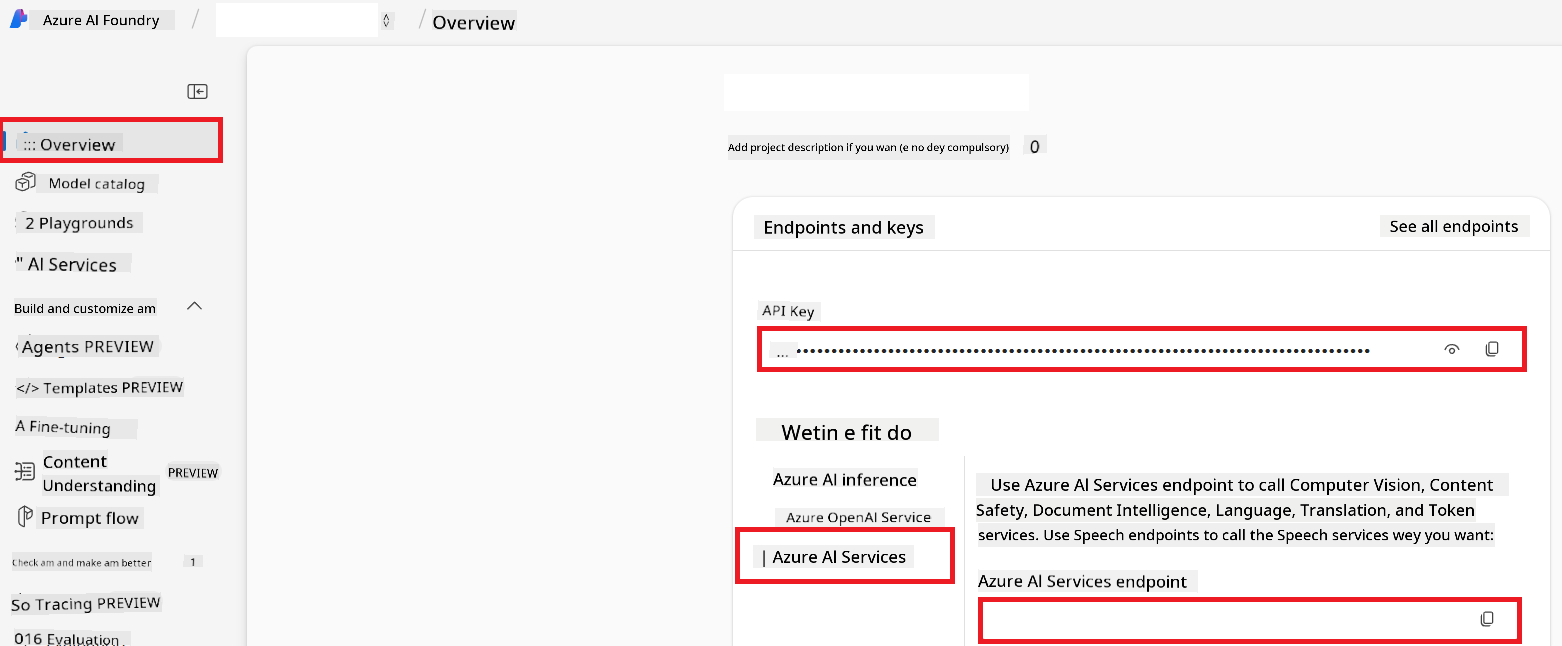 Azure AI Foundry / / Overview
::: Overview
Model catalog
2 Playgrounds
" AI Services
Build and customize am
Agents PREVIEW
</> Templates PREVIEW
A Fine-tuning
Content
Understanding
PREVIEW
Prompt flow
Check am and make am better 1
So Tracing PREVIEW
016 Evaluation
Add project description if you wan (e no dey compulsory) 0
Endpoints and keys
See all endpoints
API Key
... ••••••••••••••••••••••••••••••••••••••••••••••••••••••••••••••••••••••••••••••••••••
Wetin e fit do
Azure AI inference
Azure OpenAI Service
| Azure AI Services
Use Azure AI Services endpoint to call Computer Vision, Content
Safety, Document Intelligence, Language, Translation, and Token
services. Use Speech endpoints to call the Speech services wey you want:
Azure AI Services endpoint